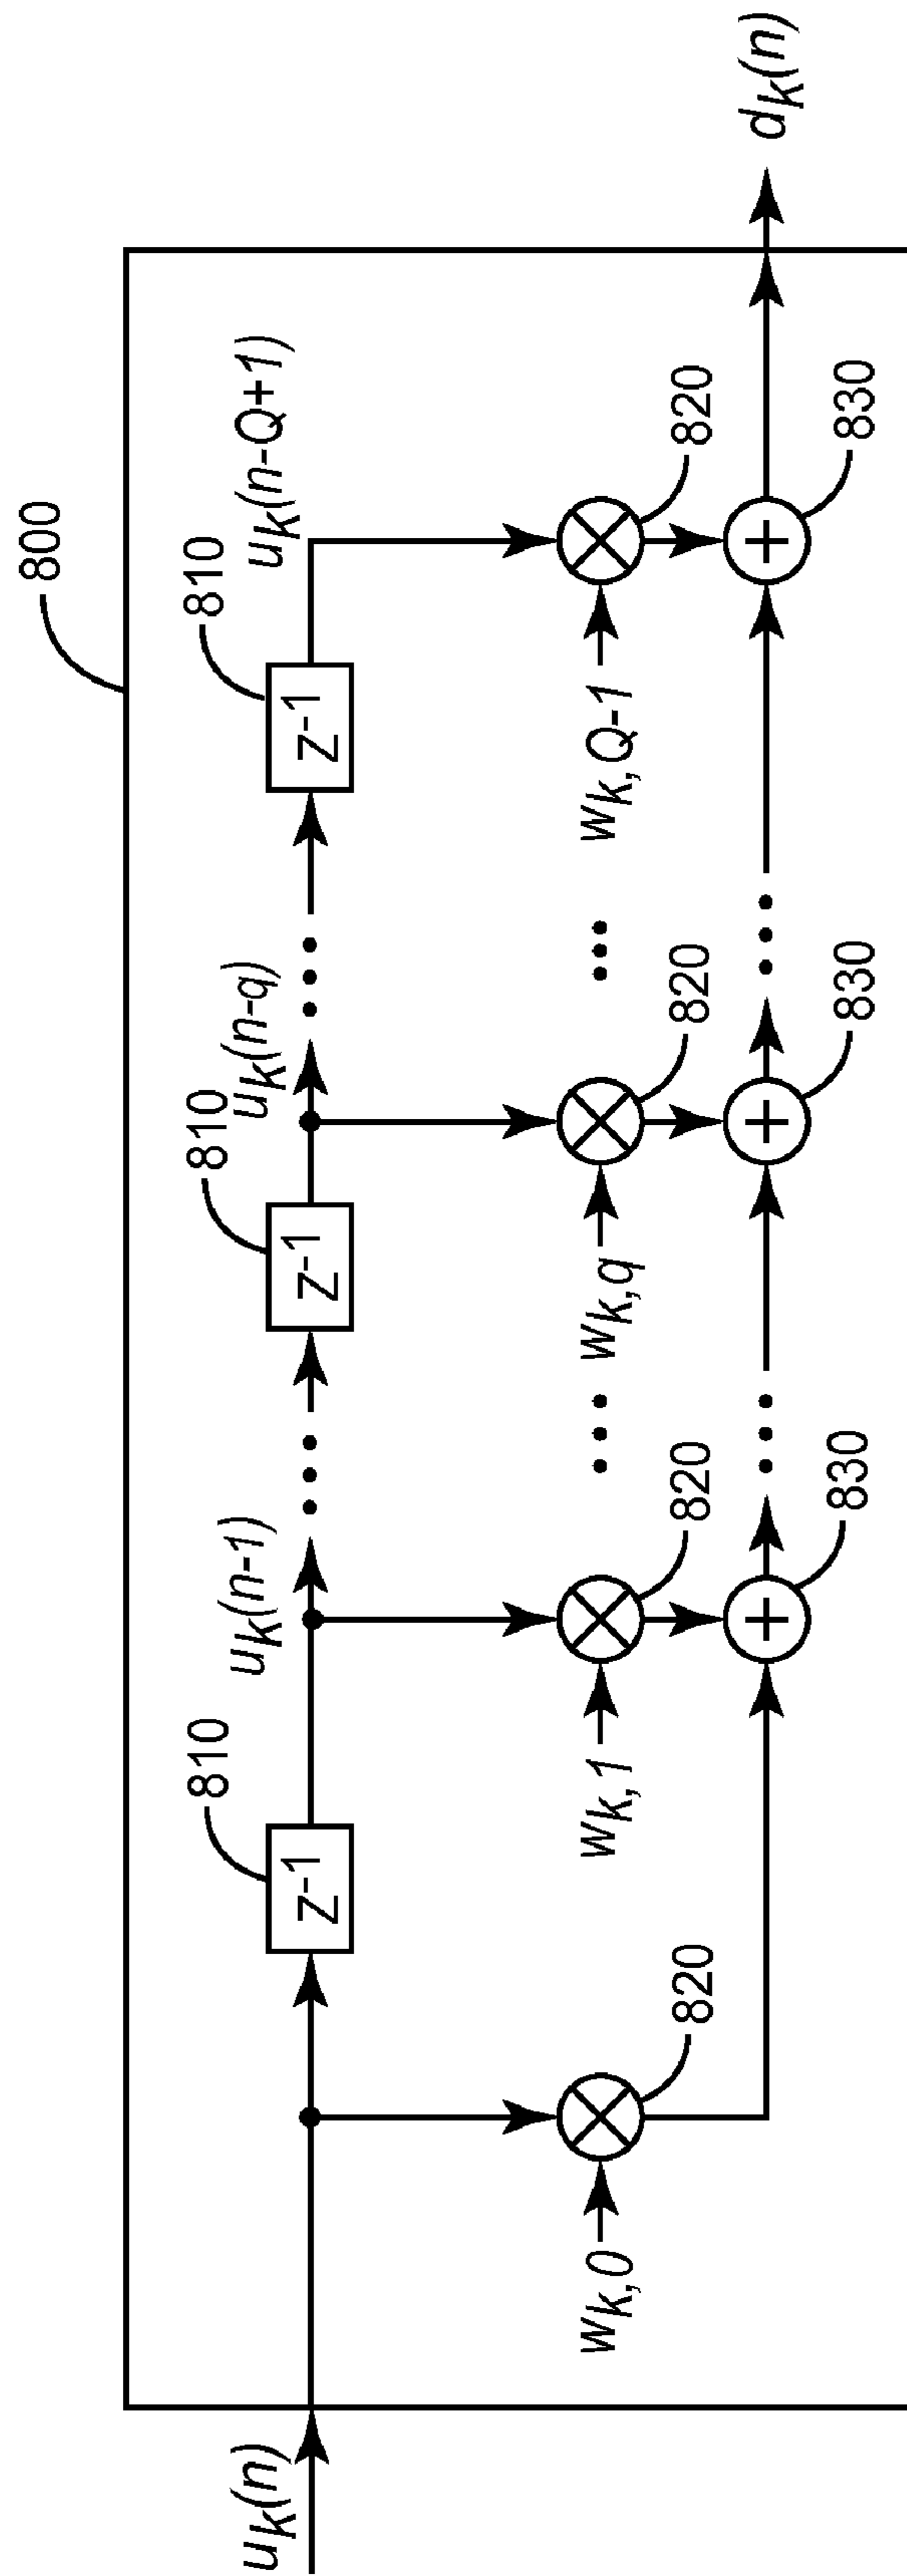 800
810 810 810
u_k(n) u_k(n-1) u_k(n-q) u_k(n-Q+1)
z^-1 z^-1 z^-1
w_k,0 w_k,1 ... w_k,q ... w_k,Q-1
820 820 820 820
830 830 830
d_k(n)